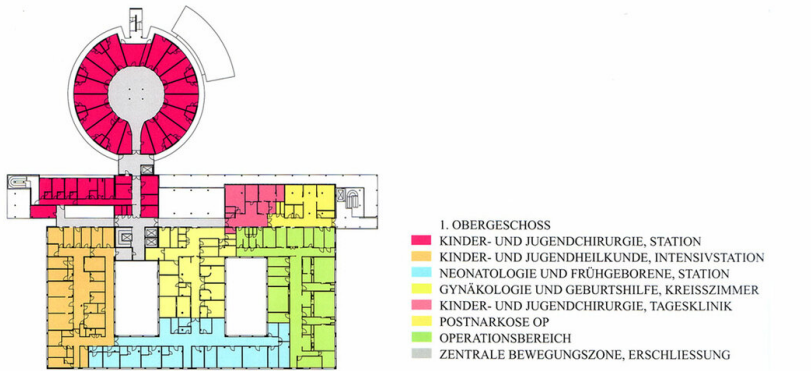 1. OBERGESCHOSS
KINDER- UND JUGENDCHIRURGIE, STATION
KINDER- UND JUGENDHEILKUNDE, INTENSIVSTATION
NEONATOLOGIE UND FRÜHGEBORENE, STATION
GYNÄKOLOGIE UND GEBURTSHILFE, KREISSZIMMER
KINDER- UND JUGENDCHIRURGIE, TAGESKLINIK
POSTNARKOSE OP
OPERATIONSBEREICH
ZENTRALE BEWEGUNGSZONE, ERSCHLIESSUNG